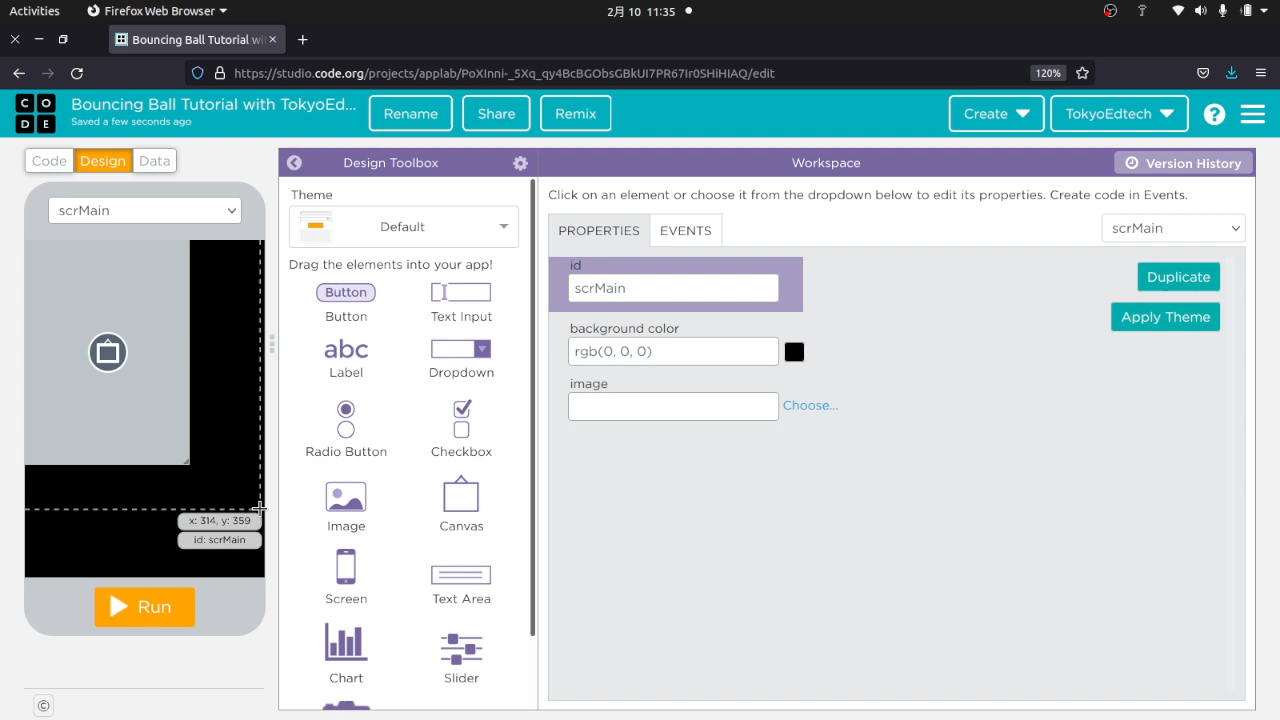 Activities
Firefox Web Browser
2月 10 11:35
Bouncing Ball Tutorial wi
https://studio.code.org/projects/applab/PoXInni-_5Xq_qy4BcBGObsGBkUI7PR67Ir0SHiHIAQ/edit
120%
C O
D E
Bouncing Ball Tutorial with TokyoEd...
Saved a few seconds ago
Rename
Share
Remix
Create
TokyoEdtech
?
Code
Design
Data
Design Toolbox
Workspace
Version History
scrMain
Theme
Default
Drag the elements into your app!
Button
Button
Text Input
abc
Label
Dropdown
Radio Button
Checkbox
Image
Canvas
Screen
Text Area
Chart
Slider
x: 314, y: 359
id: scrMain
Run
©
Click on an element or choose it from the dropdown below to edit its properties. Create code in Events.
PROPERTIES
EVENTS
scrMain
id
scrMain
Duplicate
Apply Theme
background color
rgb(0, 0, 0)
image
Choose...